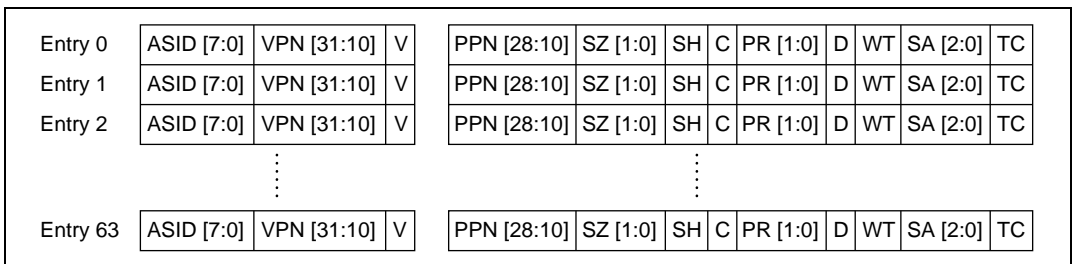 Entry 0 ASID [7:0] VPN [31:10] V PPN [28:10] SZ [1:0] SH C PR [1:0] D WT SA [2:0] TC
Entry 1 ASID [7:0] VPN [31:10] V PPN [28:10] SZ [1:0] SH C PR [1:0] D WT SA [2:0] TC
Entry 2 ASID [7:0] VPN [31:10] V PPN [28:10] SZ [1:0] SH C PR [1:0] D WT SA [2:0] TC
Entry 63 ASID [7:0] VPN [31:10] V PPN [28:10] SZ [1:0] SH C PR [1:0] D WT SA [2:0] TC